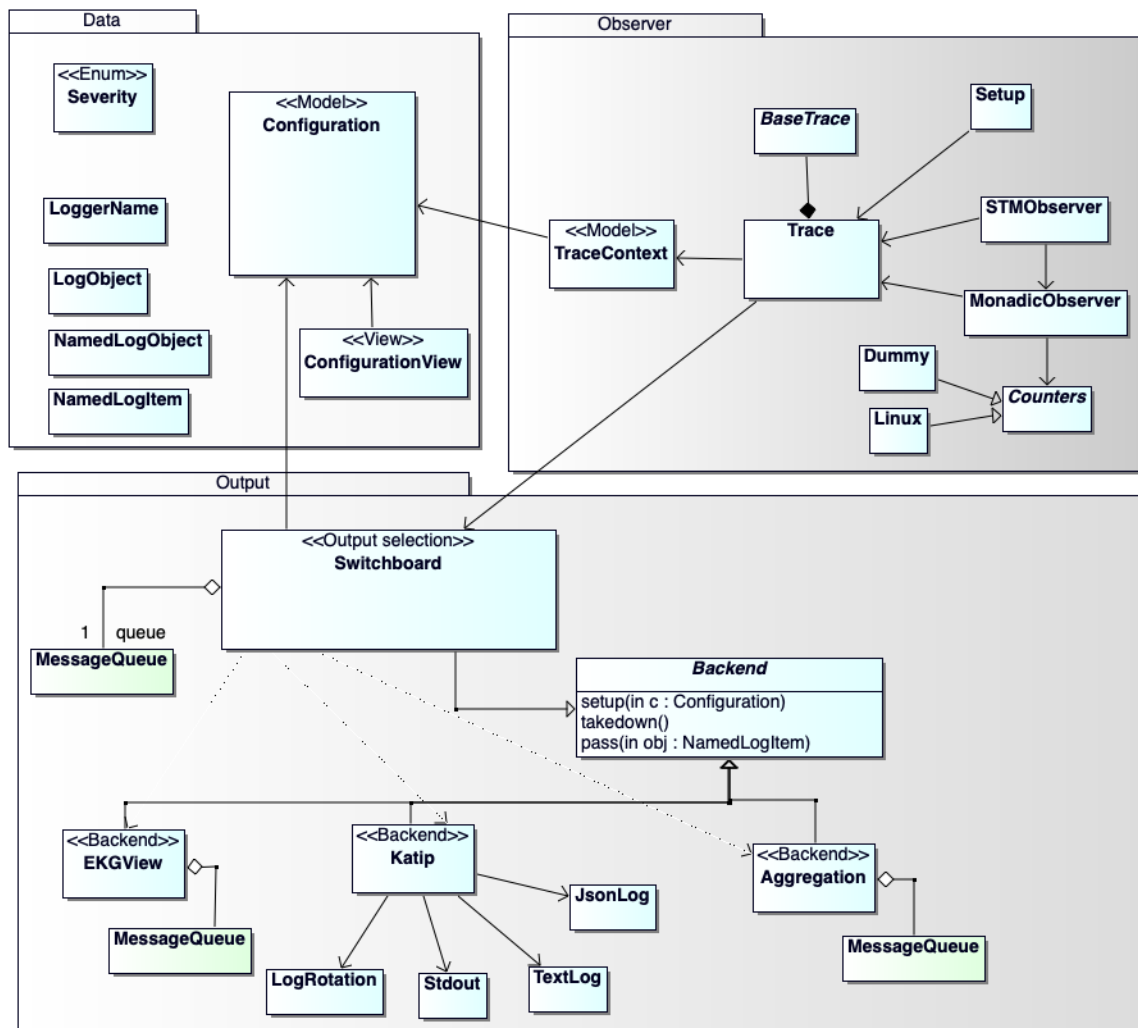 Data
<<Enum>>
Severity
<<Model>>
Configuration
LoggerName
LogObject
NamedLogObject
NamedLogItem
<<View>>
ConfigurationView
Observer
BaseTrace
Setup
<<Model>>
TraceContext
Trace
STMObserver
MonadicObserver
Dummy
Linux
Counters
Output
<<Output selection>>
Switchboard
1 queue
MessageQueue
Backend
setup(in c : Configuration)
takedown()
pass(in obj : NamedLogItem)
<<Backend>>
EKGView
MessageQueue
<<Backend>>
Katip
LogRotation
Stdout
TextLog
JsonLog
<<Backend>>
Aggregation
MessageQueue